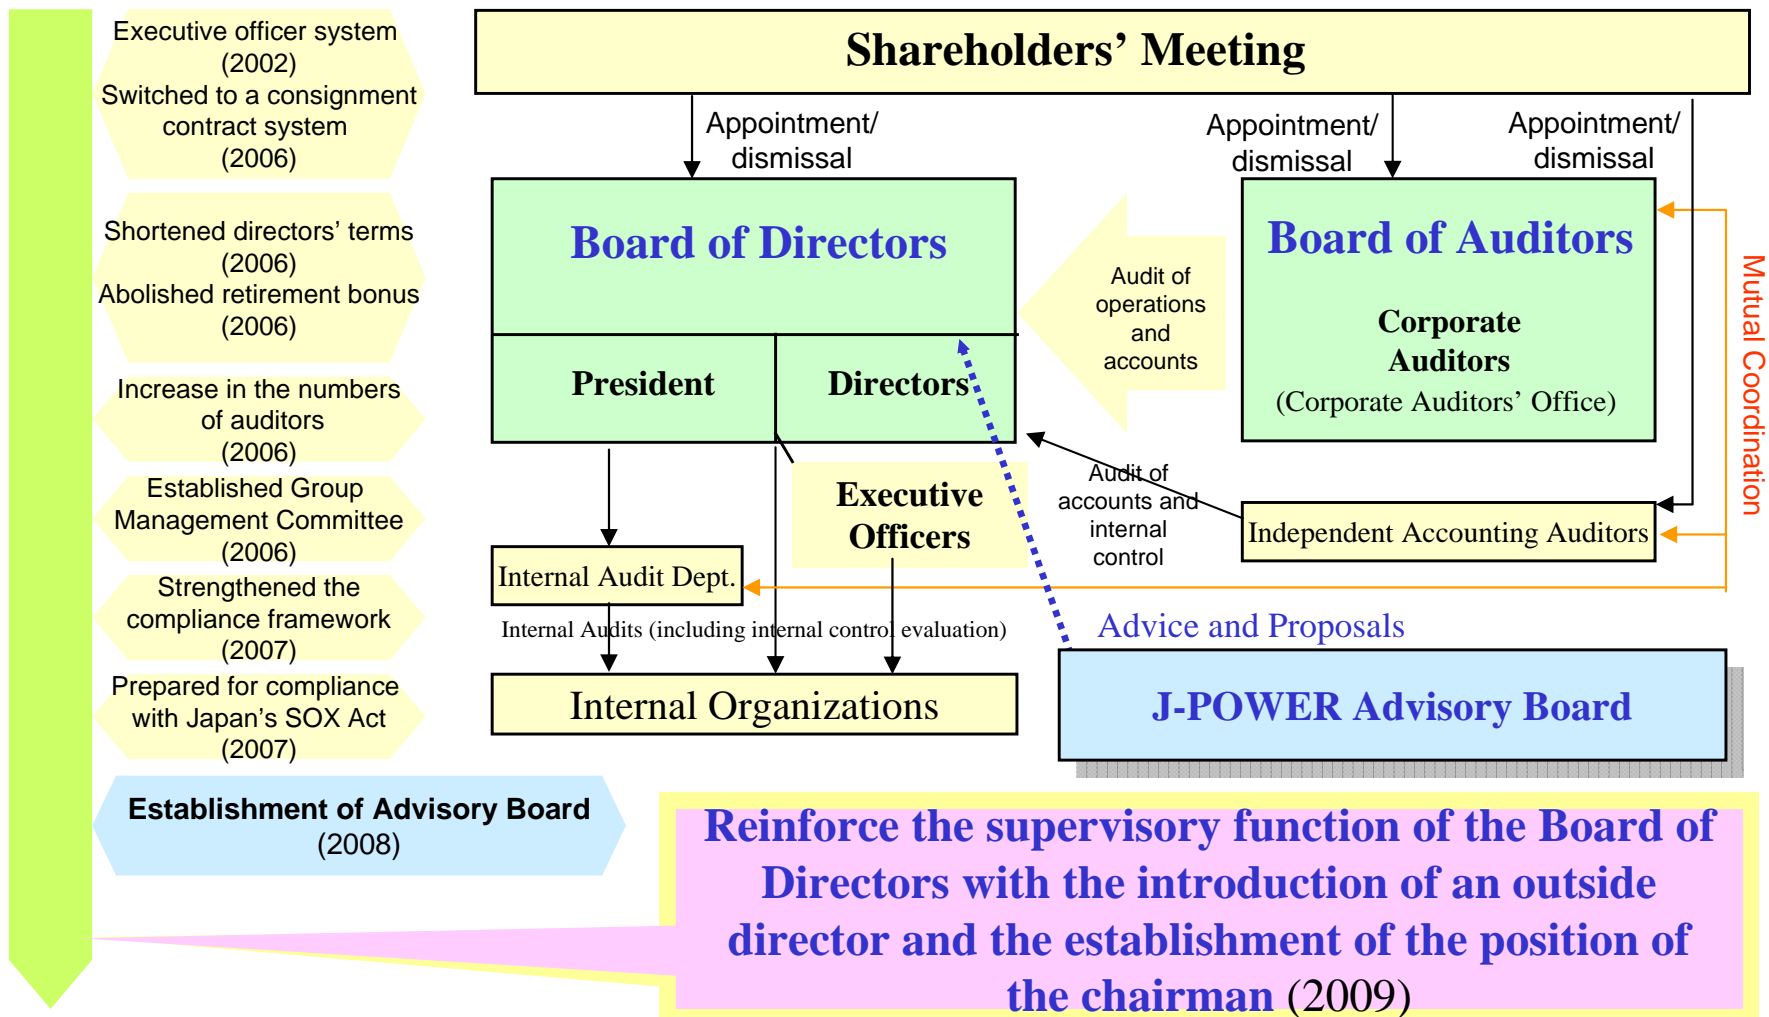 Executive officer system
(2002)
Switched to a consignment
contract system
(2006)
Shortened directors' terms
(2006)
Abolished retirement bonus
(2006)
Increase in the numbers
of auditors
(2006)
Established Group
Management Committee
(2006)
Strengthened the
compliance framework
(2007)
Prepared for compliance
with Japan's SOX Act
(2007)
Establishment of Advisory Board
(2008)
Shareholders' Meeting
Appointment/
dismissal
Appointment/
dismissal
Appointment/
dismissal
Board of Directors
President
Directors
Audit of
operations
and
accounts
Board of Auditors
Corporate
Auditors
(Corporate Auditors' Office)
Mutual Coordination
Executive
Officers
Audit of
accounts and
internal
control
Independent Accounting Auditors
Internal Audit Dept.
Internal Audits (including internal control evaluation)
Internal Organizations
Advice and Proposals
J-POWER Advisory Board
Reinforce the supervisory function of the Board of
Directors with the introduction of an outside
director and the establishment of the position of
the chairman (2009)